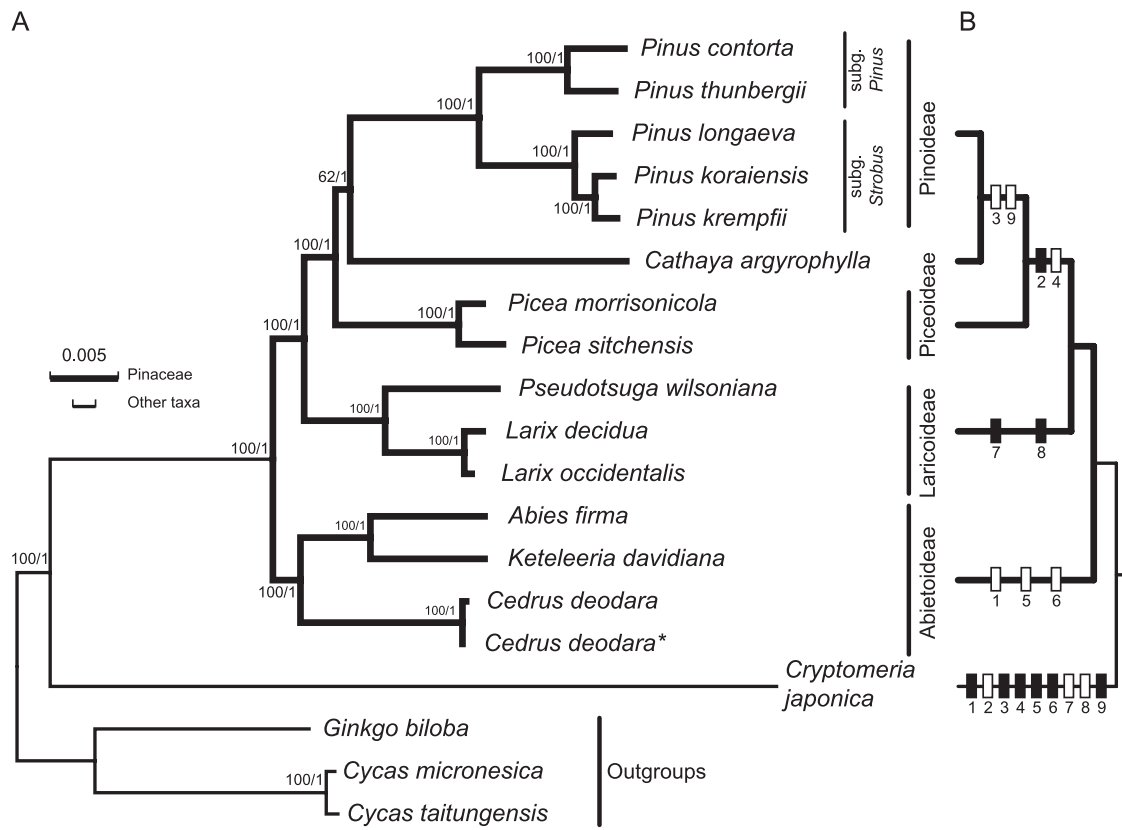 A
B
100/1
Pinus contorta
100/1
Pinus thunbergii
subg.
Pinus
100/1
Pinus longaeva
62/1
Pinus koraiensis
100/1
Pinus krempfii
subg.
Strobus
Pinoideae
3 9
100/1
Cathaya argyrophylla
2 4
100/1
Picea morrisonicola
100/1
Picea sitchensis
Piceoideae
0.005
Pinaceae
Other taxa
Pseudotsuga wilsoniana
100/1
Larix decidua
100/1
Larix occidentalis
Laricoideae
7 8
100/1
Abies firma
100/1
Keteleeria davidiana
100/1
100/1
Cedrus deodara
100/1
Cedrus deodara*
Abietoideae
1 5 6
Cryptomeria
japonica
1 2 3 4 5 6 7 8 9
Ginkgo biloba
100/1
Cycas micronesica
Cycas taitungensis
Outgroups